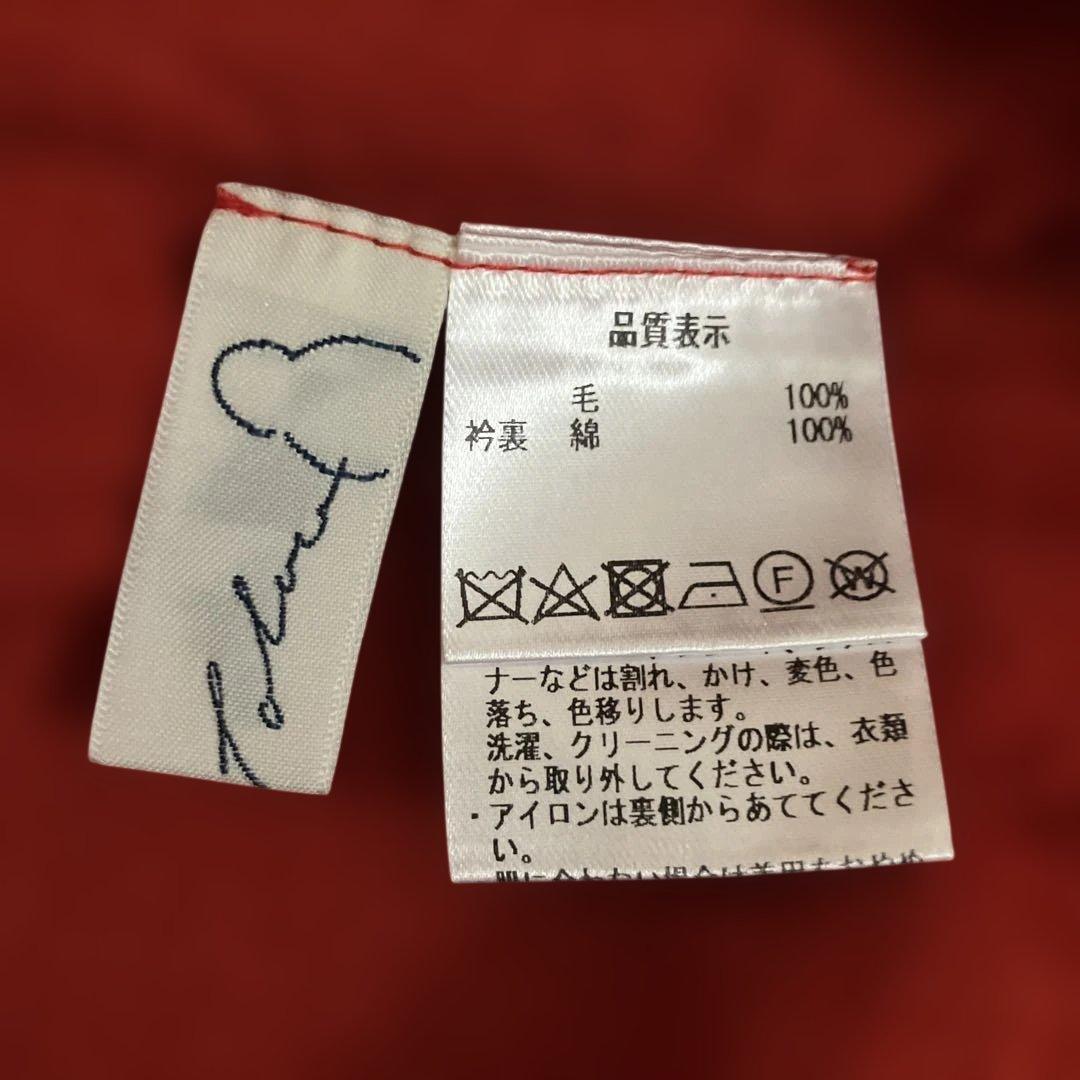 品質表示
毛 100%
衿裏 綿 100%
F
W
ナーなどは割れ、かけ、変色、色
落ち、色移りします。
洗濯、クリーニングの際は、衣類
から取り外してください。
・アイロンは裏側からあててくださ
い。